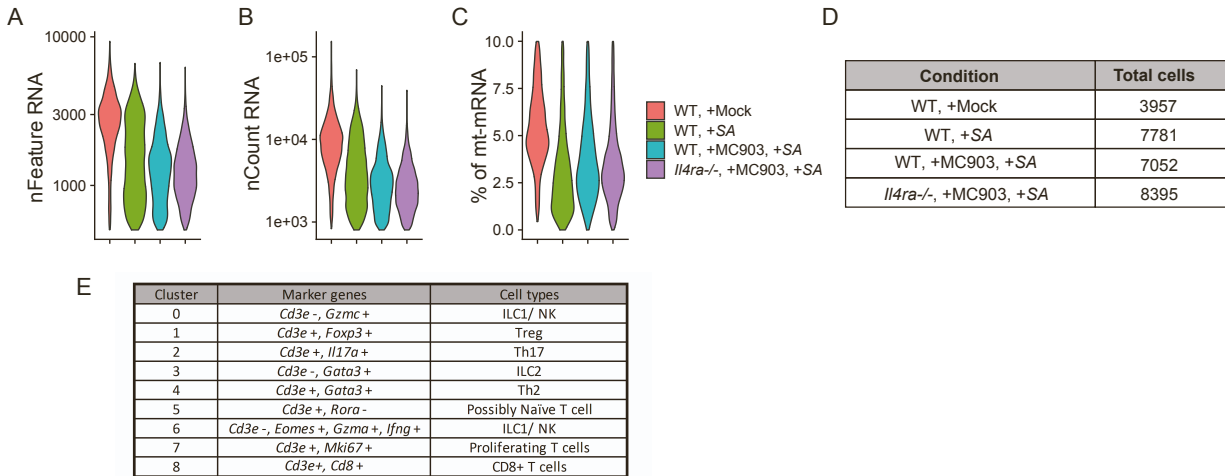 A
nFeature RNA
10000
3000
1000
B
nCount RNA
1e+05
1e+04
1e+03
C
% of mt-mRNA
10.0
7.5
5.0
2.5
0.0
WT, +Mock
WT, +SA
WT, +MC903, +SA
Il4ra-/-, +MC903, +SA
D
Condition Total cells
WT, +Mock 3957
WT, +SA 7781
WT, +MC903, +SA 7052
Il4ra-/-, +MC903, +SA 8395
E
Cluster Marker genes Cell types
0 Cd3e -, Gzmc + ILC1/ NK
1 Cd3e +, Foxp3 + Treg
2 Cd3e +, Il17a + Th17
3 Cd3e -, Gata3 + ILC2
4 Cd3e +, Gata3 + Th2
5 Cd3e +, Rora - Possibly Naïve T cell
6 Cd3e -, Eomes +, Gzma +, Ifng + ILC1/ NK
7 Cd3e +, Mki67 + Proliferating T cells
8 Cd3e+, Cd8 + CD8+ T cells